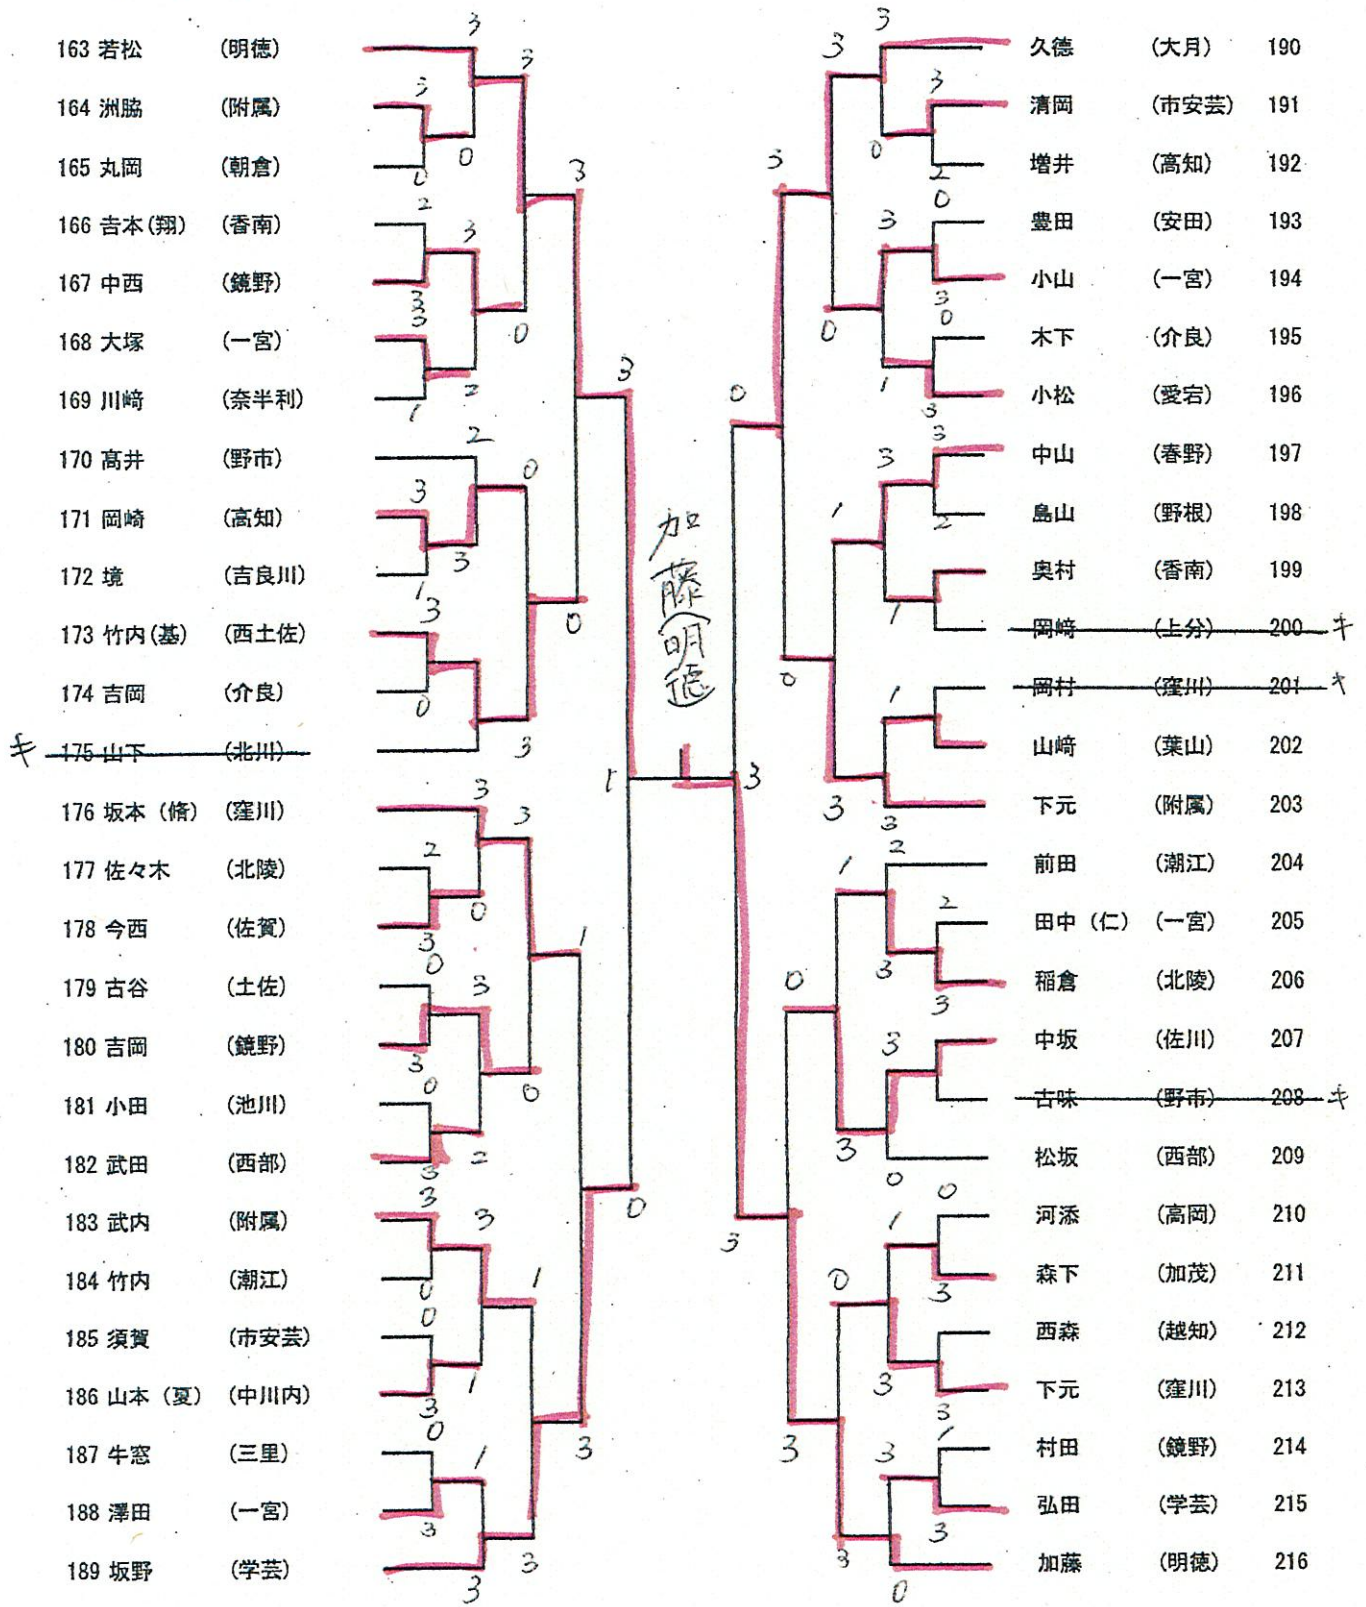 163 若松 (明徳)
164 洲脇 (附属)
165 丸岡 (朝倉)
166 吉本(翔) (香南)
167 中西 (鏡野)
168 大塚 (一宮)
169 川﨑 (奈半利)
170 髙井 (野市)
171 岡崎 (高知)
172 境 (吉良川)
173 竹内(基) (西土佐)
174 吉岡 (介良)
キ 175 山下 (北川)
176 坂本 (脩) (窪川)
177 佐々木 (北陵)
178 今西 (佐賀)
179 古谷 (土佐)
180 吉岡 (鏡野)
181 小田 (池川)
182 武田 (西部)
183 武内 (附属)
184 竹内 (潮江)
185 須賀 (市安芸)
186 山本 (夏) (中川内)
187 牛窓 (三里)
188 澤田 (一宮)
189 坂野 (学芸)
加藤(明徳)
久徳 (大月) 190
清岡 (市安芸) 191
増井 (高知) 192
豊田 (安田) 193
小山 (一宮) 194
木下 (介良) 195
小松 (愛宕) 196
中山 (春野) 197
島山 (野根) 198
奥村 (香南) 199
岡﨑 (上分) 200 キ
岡村 (窪川) 201 キ
山﨑 (葉山) 202
下元 (附属) 203
前田 (潮江) 204
田中 (仁) (一宮) 205
稲倉 (北陵) 206
中坂 (佐川) 207
古味 (野市) 208 キ
松坂 (西部) 209
河添 (高岡) 210
森下 (加茂) 211
西森 (越知) 212
下元 (窪川) 213
村田 (鏡野) 214
弘田 (学芸) 215
加藤 (明徳) 216